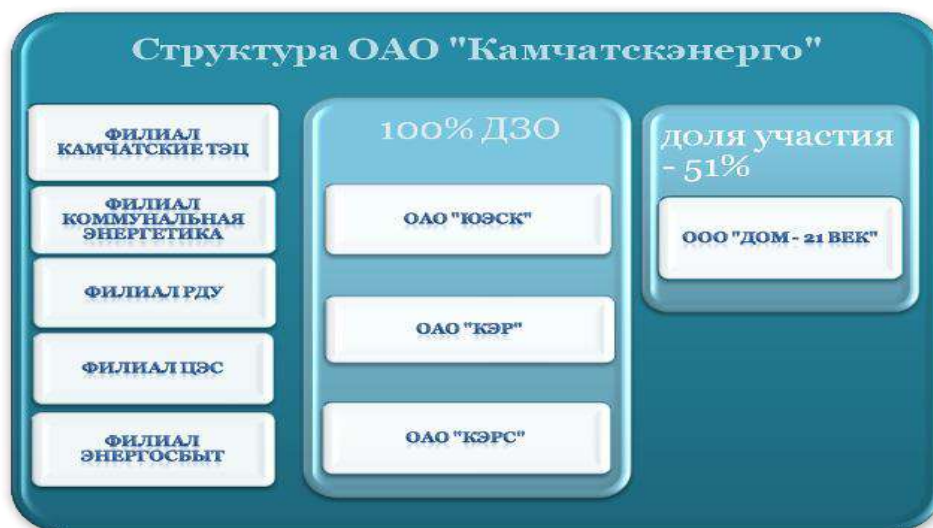 Структура ОАО "Камчатскэнерго"
ФИЛИАЛ
КАМЧАТСКИЕ ТЭЦ
ФИЛИАЛ
КОММУНАЛЬНАЯ
ЭНЕРГЕТИКА
ФИЛИАЛ РДУ
ФИЛИАЛ ЦЭС
ФИЛИАЛ
ЭНЕРГОСБЫТ
100% ДЗО
ОАО "ЮЭСК"
ОАО "КЭР"
ОАО "КЭРС"
доля участия
- 51%
ООО "ДОМ - 21 ВЕК"